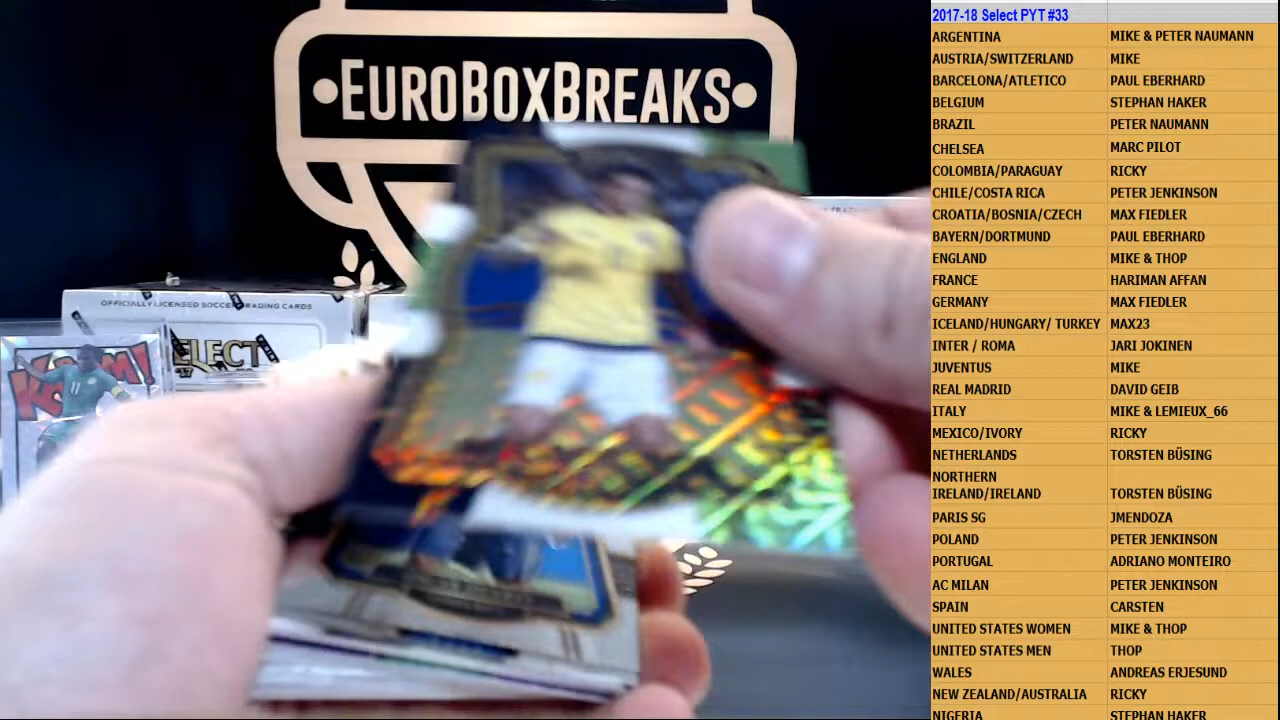 EUROBOXBREAKS
OFFICIALLY LICENSED SOCCER TRADING CARDS
11
2017-18 Select PYT #33
ARGENTINA MIKE & PETER NAUMANN
AUSTRIA/SWITZERLAND MIKE
BARCELONA/ATLETICO PAUL EBERHARD
BELGIUM STEPHAN HAKER
BRAZIL PETER NAUMANN
CHELSEA MARC PILOT
COLOMBIA/PARAGUAY RICKY
CHILE/COSTA RICA PETER JENKINSON
CROATIA/BOSNIA/CZECH MAX FIEDLER
BAYERN/DORTMUND PAUL EBERHARD
ENGLAND MIKE & THOP
FRANCE HARIMAN AFFAN
GERMANY MAX FIEDLER
ICELAND/HUNGARY/ TURKEY MAX23
INTER / ROMA JARI JOKINEN
JUVENTUS MIKE
REAL MADRID DAVID GEIB
ITALY MIKE & LEMIEUX_66
MEXICO/IVORY RICKY
NETHERLANDS TORSTEN BÜSING
NORTHERN
IRELAND/IRELAND TORSTEN BÜSING
PARIS SG JMENDOZA
POLAND PETER JENKINSON
PORTUGAL ADRIANO MONTEIRO
AC MILAN PETER JENKINSON
SPAIN CARSTEN
UNITED STATES WOMEN MIKE & THOP
UNITED STATES MEN THOP
WALES ANDREAS ERJESUND
NEW ZEALAND/AUSTRALIA RICKY
NIGERIA STEPHAN HAKER